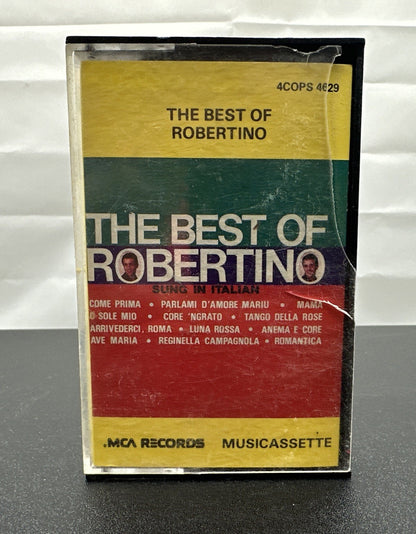 4COPS 4629
THE BEST OF
ROBERTINO
THE BEST OF
ROBERTINO
SUNG IN ITALIAN
COME PRIMA • PARLAMI D'AMORE MARIU • MAMA
O SOLE MIO • CORE 'NGRATO • TANGO DELLA ROSE
ARRIVEDERCI, ROMA • LUNA ROSSA • ANEMA E CORE
AVE MARIA • REGINELLA CAMPAGNOLA • ROMANTICA
.MCA RECORDS MUSICASSETTE